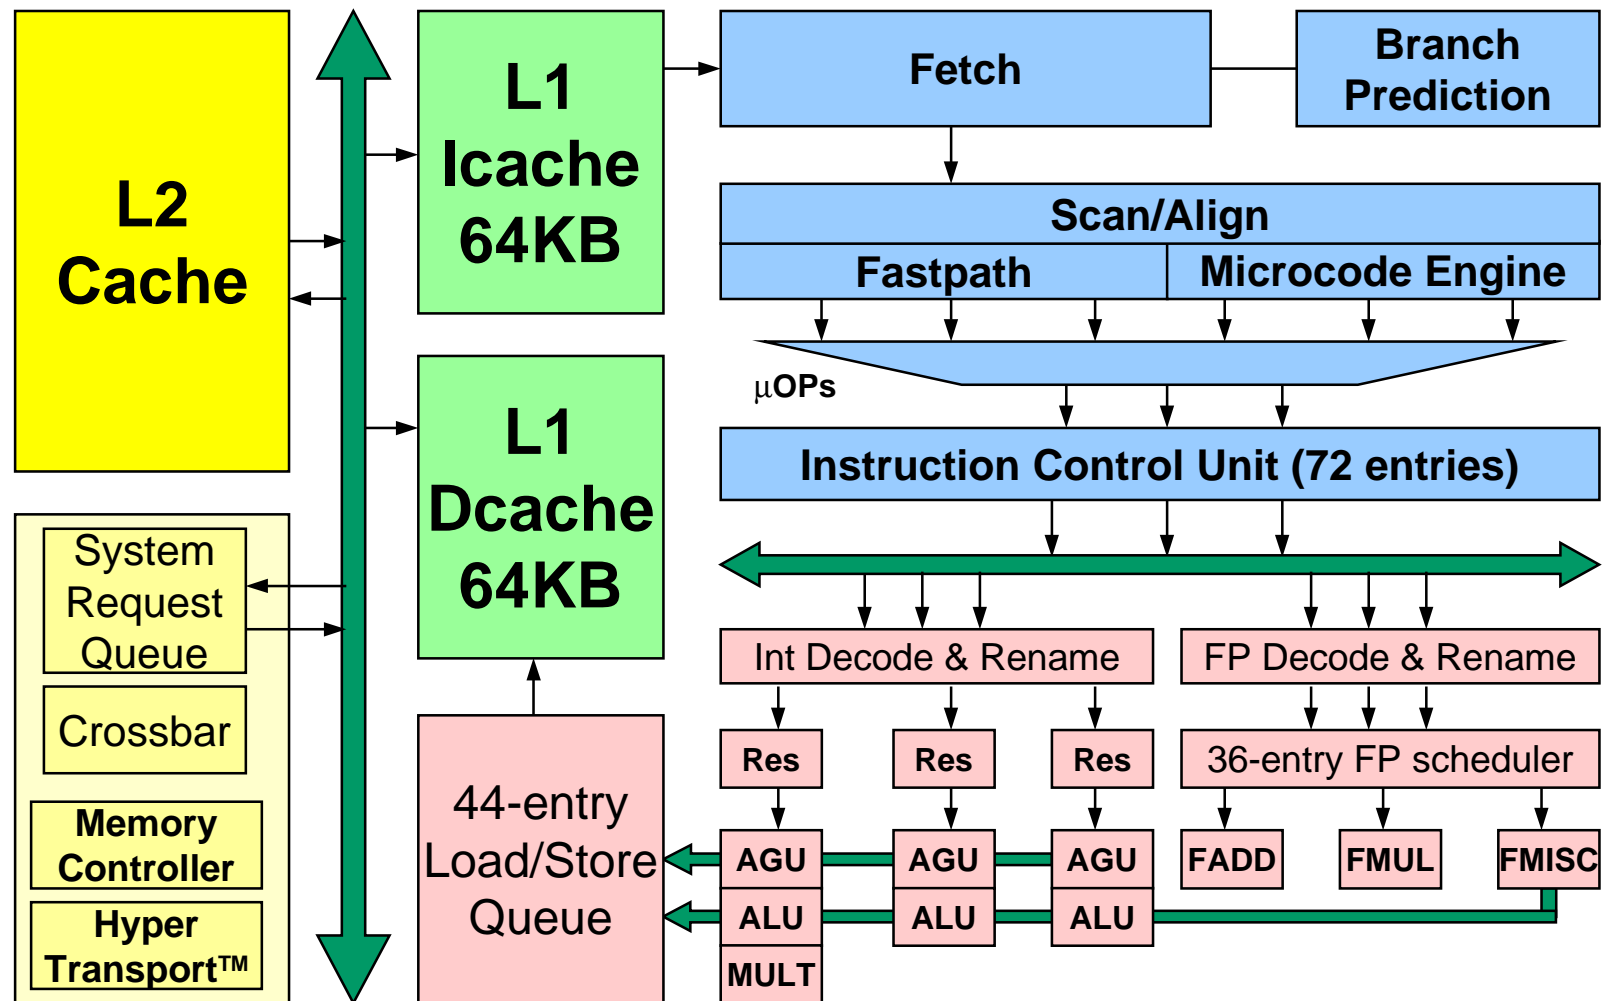 L2
Cache
L1
Icache
64KB
Fetch
Branch
Prediction
Scan/Align
Fastpath
Microcode Engine
μOPs
L1
Dcache
64KB
Instruction Control Unit (72 entries)
System
Request
Queue
Crossbar
Memory
Controller
Hyper
Transport™
Int Decode & Rename
FP Decode & Rename
Res
Res
Res
36-entry FP scheduler
44-entry
Load/Store
Queue
AGU
AGU
AGU
FADD
FMUL
FMISC
ALU
ALU
ALU
MULT